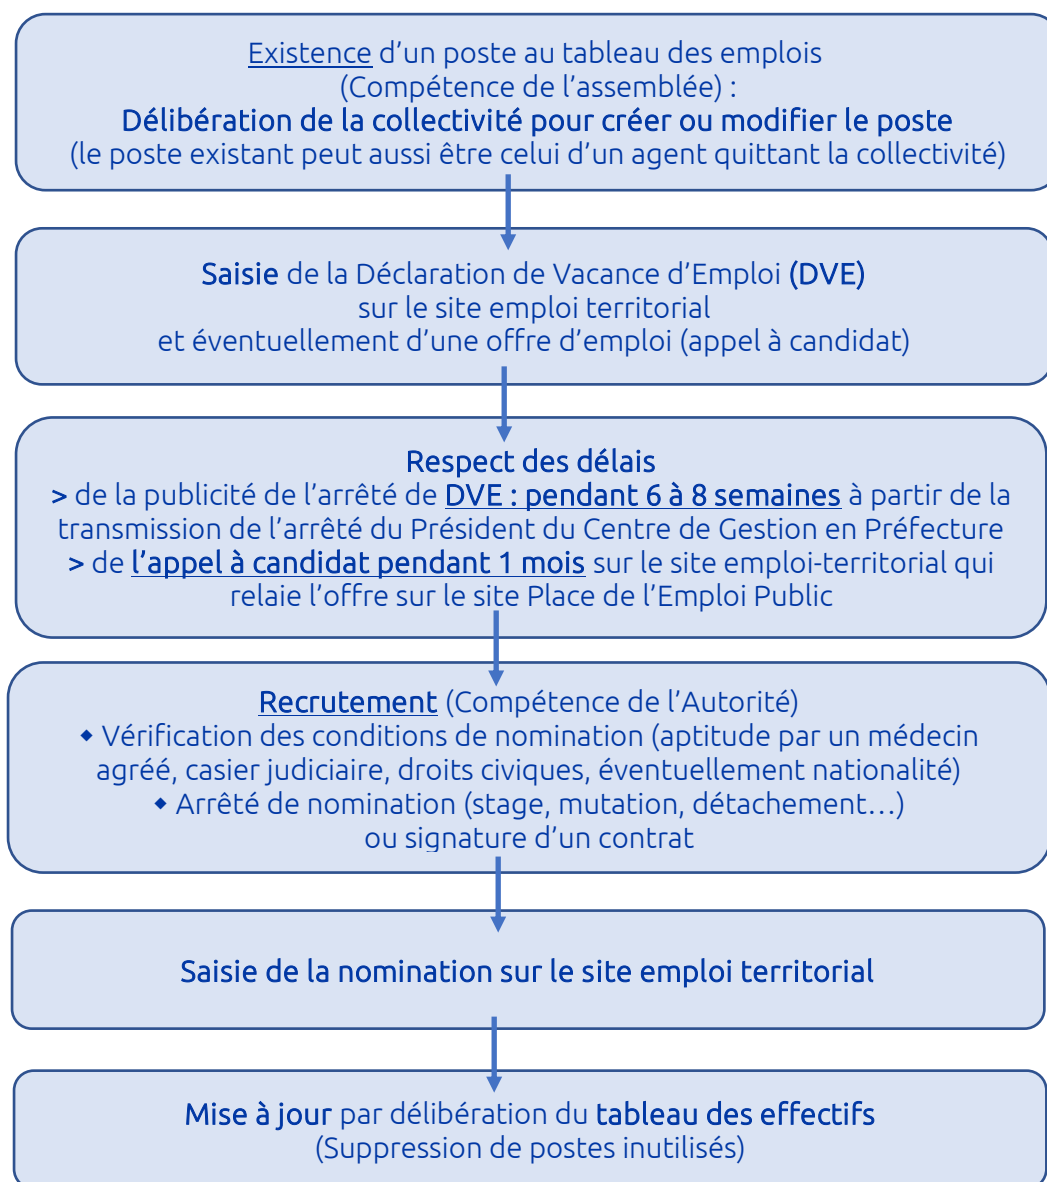 Existence d’un poste au tableau des emplois
(Compétence de l’assemblée) :
Délibération de la collectivité pour créer ou modifier le poste
(le poste existant peut aussi être celui d’un agent quittant la collectivité)
Saisie de la Déclaration de Vacance d’Emploi (DVE)
sur le site emploi territorial
et éventuellement d’une offre d’emploi (appel à candidat)
Respect des délais
> de la publicité de l’arrêté de DVE : pendant 6 à 8 semaines à partir de la
transmission de l’arrêté du Président du Centre de Gestion en Préfecture
> de l’appel à candidat pendant 1 mois sur le site emploi-territorial qui
relaie l’offre sur le site Place de l’Emploi Public
Recrutement (Compétence de l’Autorité)
◆ Vérification des conditions de nomination (aptitude par un médecin
agréé, casier judiciaire, droits civiques, éventuellement nationalité)
◆ Arrêté de nomination (stage, mutation, détachement…)
ou signature d’un contrat
Saisie de la nomination sur le site emploi territorial
Mise à jour par délibération du tableau des effectifs
(Suppression de postes inutilisés)